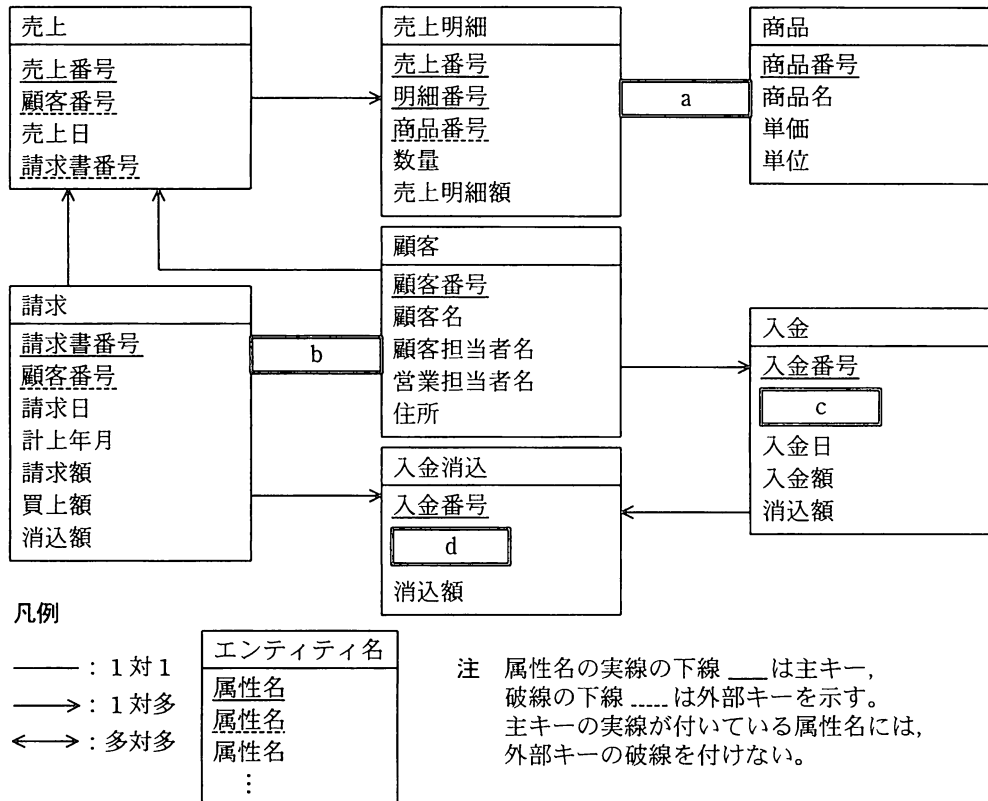 売上
売上番号
顧客番号
売上日
請求書番号
売上明細
売上番号
明細番号
商品番号
数量
売上明細額
a
商品
商品番号
商品名
単価
単位
請求
請求書番号
顧客番号
請求日
計上年月
請求額
買上額
消込額
b
顧客
顧客番号
顧客名
顧客担当者名
営業担当者名
住所
入金
入金番号
c
入金日
入金額
消込額
入金消込
入金番号
d
消込額
凡例
：1対1
：1対多
：多対多
エンティティ名
属性名
属性名
属性名
⋮
注 属性名の実線の下線 は主キー，
破線の下線 は外部キーを示す。
主キーの実線が付いている属性名には，
外部キーの破線を付けない。